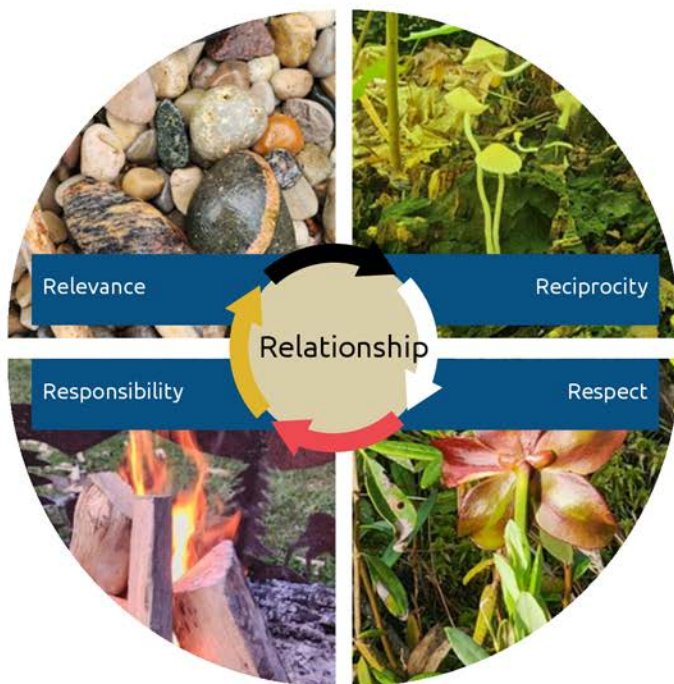 Relevance
Reciprocity
Relationship
Responsibility
Respect